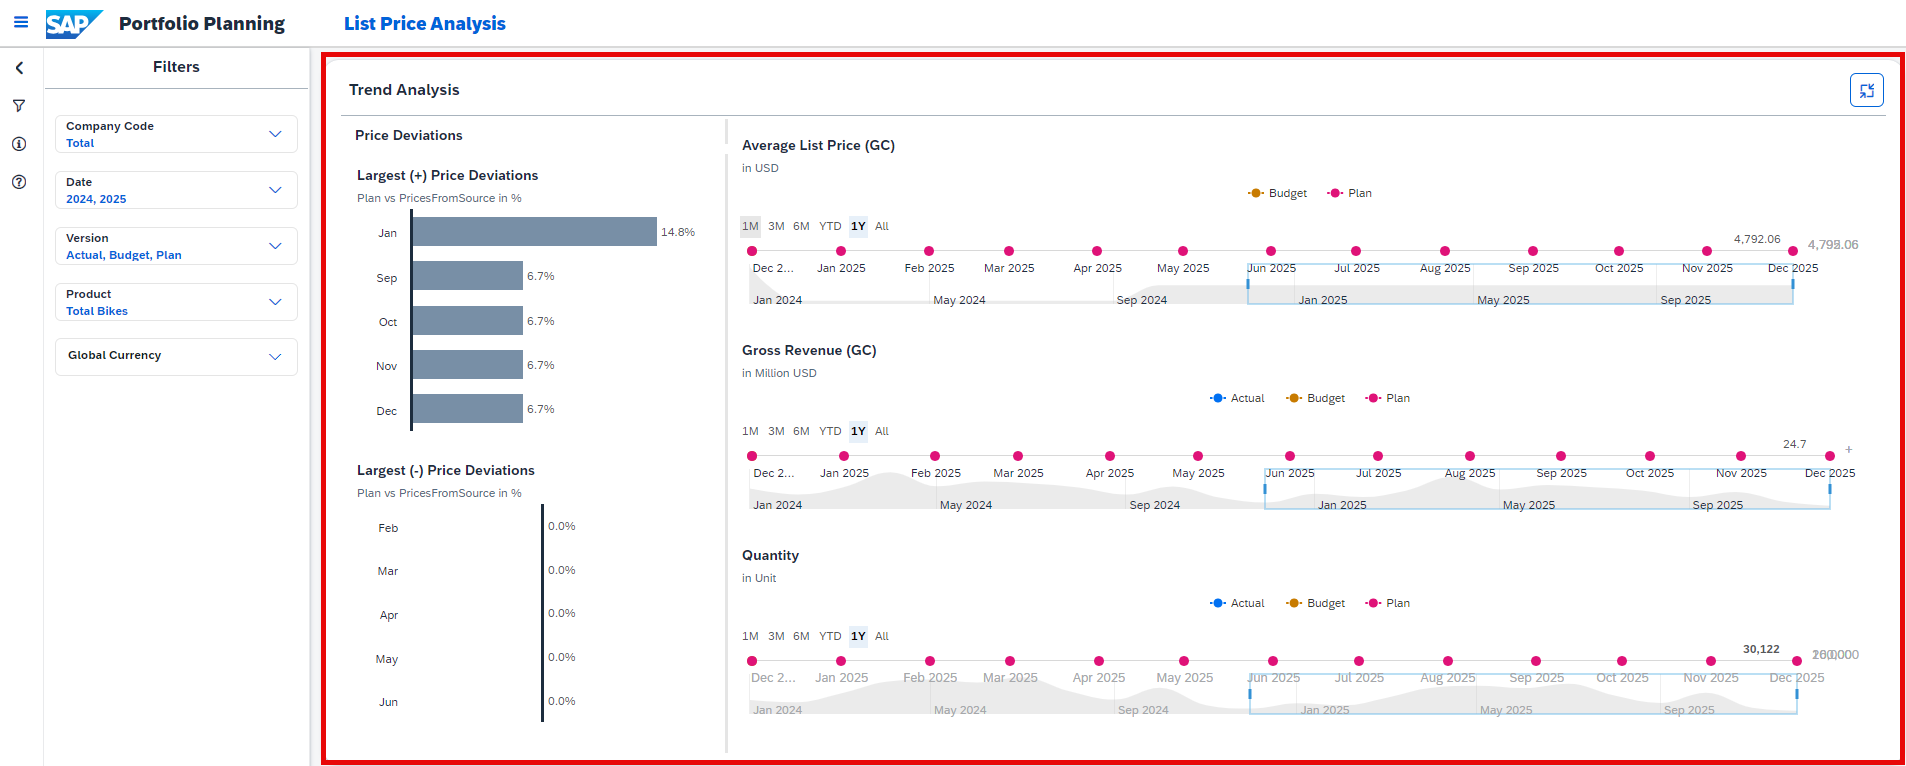 SAP Portfolio Planning List Price Analysis
Filters
Company Code
Total
Date
2024, 2025
Version
Actual, Budget, Plan
Product
Total Bikes
Global Currency
Trend Analysis
Price Deviations
Largest (+) Price Deviations
Plan vs PricesFromSource in %
Jan 14.8%
Sep 6.7%
Oct 6.7%
Nov 6.7%
Dec 6.7%
Largest (-) Price Deviations
Plan vs PricesFromSource in %
Feb 0.0%
Mar 0.0%
Apr 0.0%
May 0.0%
Jun 0.0%
Average List Price (GC)
in USD
Budget Plan
1M 3M 6M YTD 1Y All
4,792.06
Dec 2... Jan 2025 Feb 2025 Mar 2025 Apr 2025 May 2025 Jun 2025 Jul 2025 Aug 2025 Sep 2025 Oct 2025 Nov 2025 Dec 2025
Jan 2024 May 2024 Sep 2024 Jan 2025 May 2025 Sep 2025
Gross Revenue (GC)
in Million USD
Actual Budget Plan
1M 3M 6M YTD 1Y All
24.7 +
Dec 2... Jan 2025 Feb 2025 Mar 2025 Apr 2025 May 2025 Jun 2025 Jul 2025 Aug 2025 Sep 2025 Oct 2025 Nov 2025 Dec 2025
Jan 2024 May 2024 Sep 2024 Jan 2025 May 2025 Sep 2025
Quantity
in Unit
Actual Budget Plan
1M 3M 6M YTD 1Y All
30,122
Dec 2... Jan 2025 Feb 2025 Mar 2025 Apr 2025 May 2025 Jun 2025 Jul 2025 Aug 2025 Sep 2025 Oct 2025 Nov 2025 Dec 2025
Jan 2024 May 2024 Sep 2024 Jan 2025 May 2025 Sep 2025